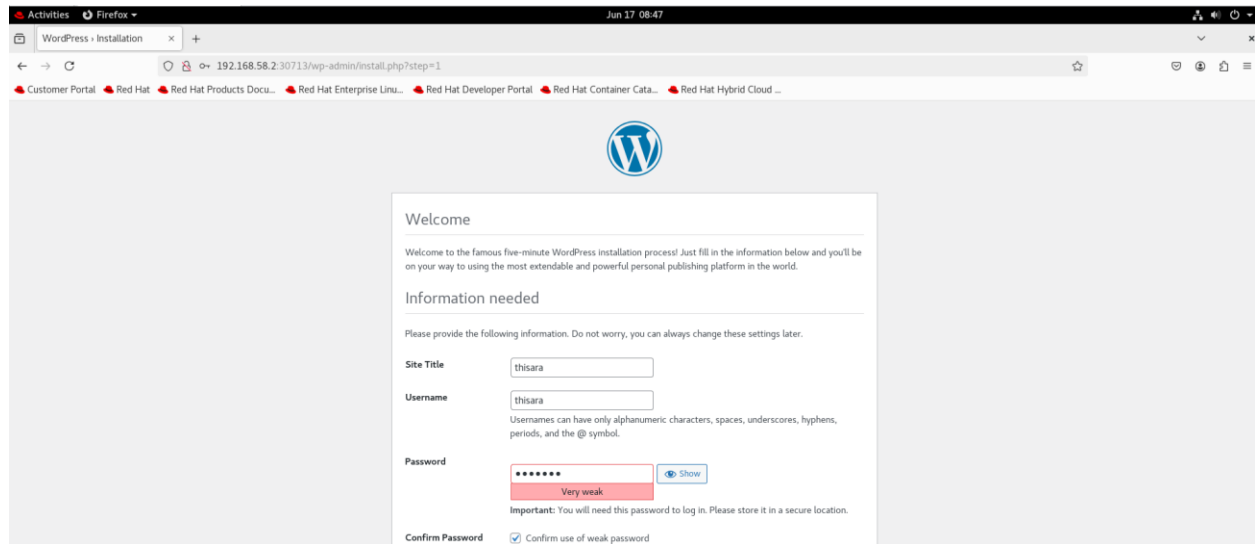 Activities Firefox Jun 17 08:47
WordPress › Installation × +
192.168.58.2:30713/wp-admin/install.php?step=1
Customer Portal Red Hat Red Hat Products Docu... Red Hat Enterprise Linu... Red Hat Developer Portal Red Hat Container Cata... Red Hat Hybrid Cloud ...
W
Welcome
Welcome to the famous five-minute WordPress installation process! Just fill in the information below and you'll be
on your way to using the most extendable and powerful personal publishing platform in the world.
Information needed
Please provide the following information. Do not worry, you can always change these settings later.
Site Title thisara
Username thisara
Usernames can have only alphanumeric characters, spaces, underscores, hyphens,
periods, and the @ symbol.
Password ••••••• Show
Very weak
Important: You will need this password to log in. Please store it in a secure location.
Confirm Password Confirm use of weak password